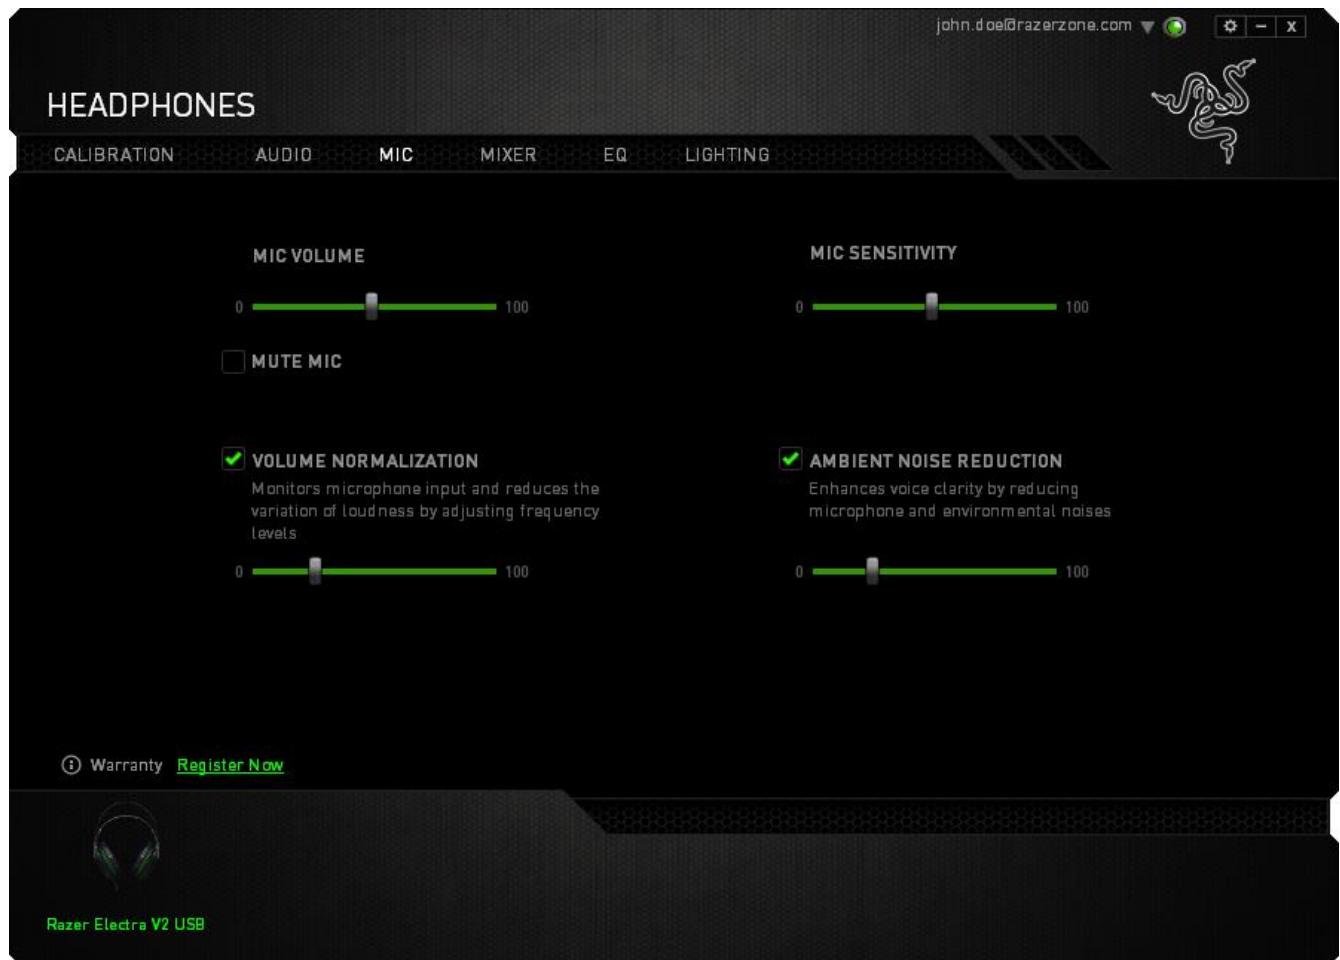 john.doe@razerzone.com
X
HEADPHONES
CALIBRATION AUDIO MIC MIXER EQ LIGHTING
MIC VOLUME
0 100
MUTE MIC
MIC SENSITIVITY
0 100
VOLUME NORMALIZATION
Monitors microphone input and reduces the
variation of loudness by adjusting frequency
levels
0 100
AMBIENT NOISE REDUCTION
Enhances voice clarity by reducing
microphone and environmental noises
0 100
Warranty Register Now
Razer Electra V2 USB